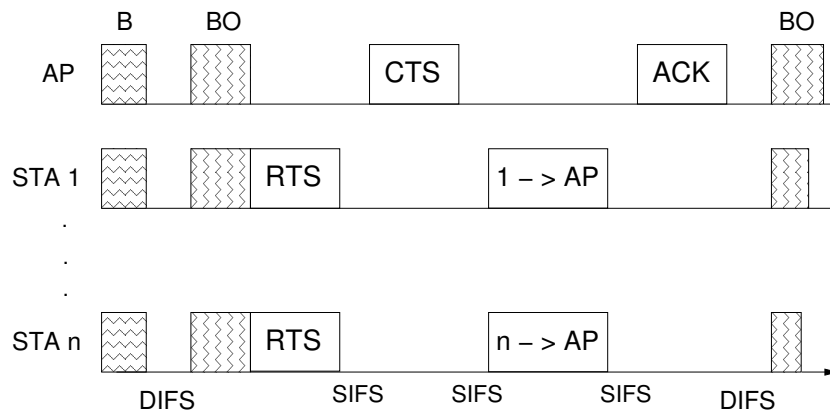 B BO BO
AP CTS ACK
STA 1 RTS 1 – > AP
.
.
.
STA n RTS n – > AP
DIFS SIFS SIFS SIFS DIFS